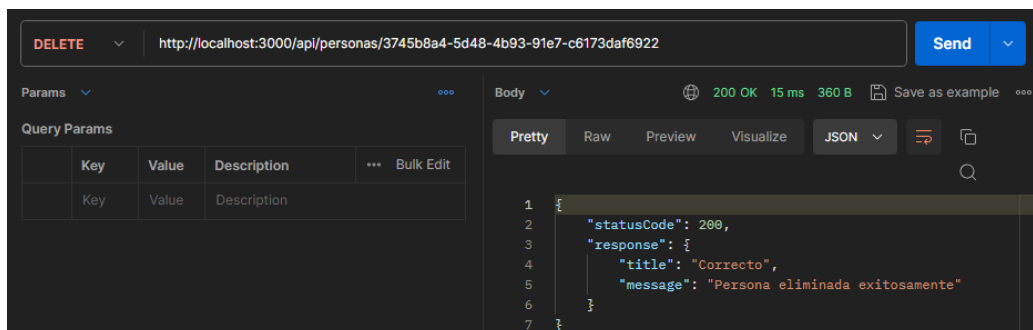 DELETE http://localhost:3000/api/personas/3745b8a4-5d48-4b93-91e7-c6173daf6922 Send
Params
Query Params
Key Value Description Bulk Edit
Key Value Description
Body 200 OK 15 ms 360 B Save as example
Pretty Raw Preview Visualize JSON
1 {
2 "statusCode": 200,
3 "response": {
4 "title": "Correcto",
5 "message": "Persona eliminada exitosamente"
6 }
7 }